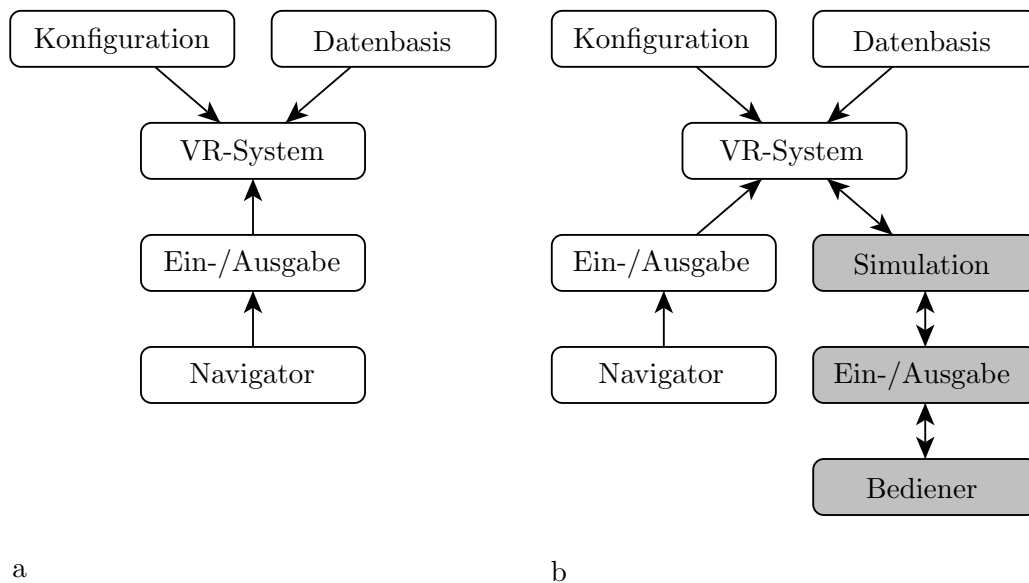 Konfiguration
Datenbasis
VR-System
Ein-/Ausgabe
Navigator
a
Konfiguration
Datenbasis
VR-System
Ein-/Ausgabe
Simulation
Navigator
Ein-/Ausgabe
Bediener
b